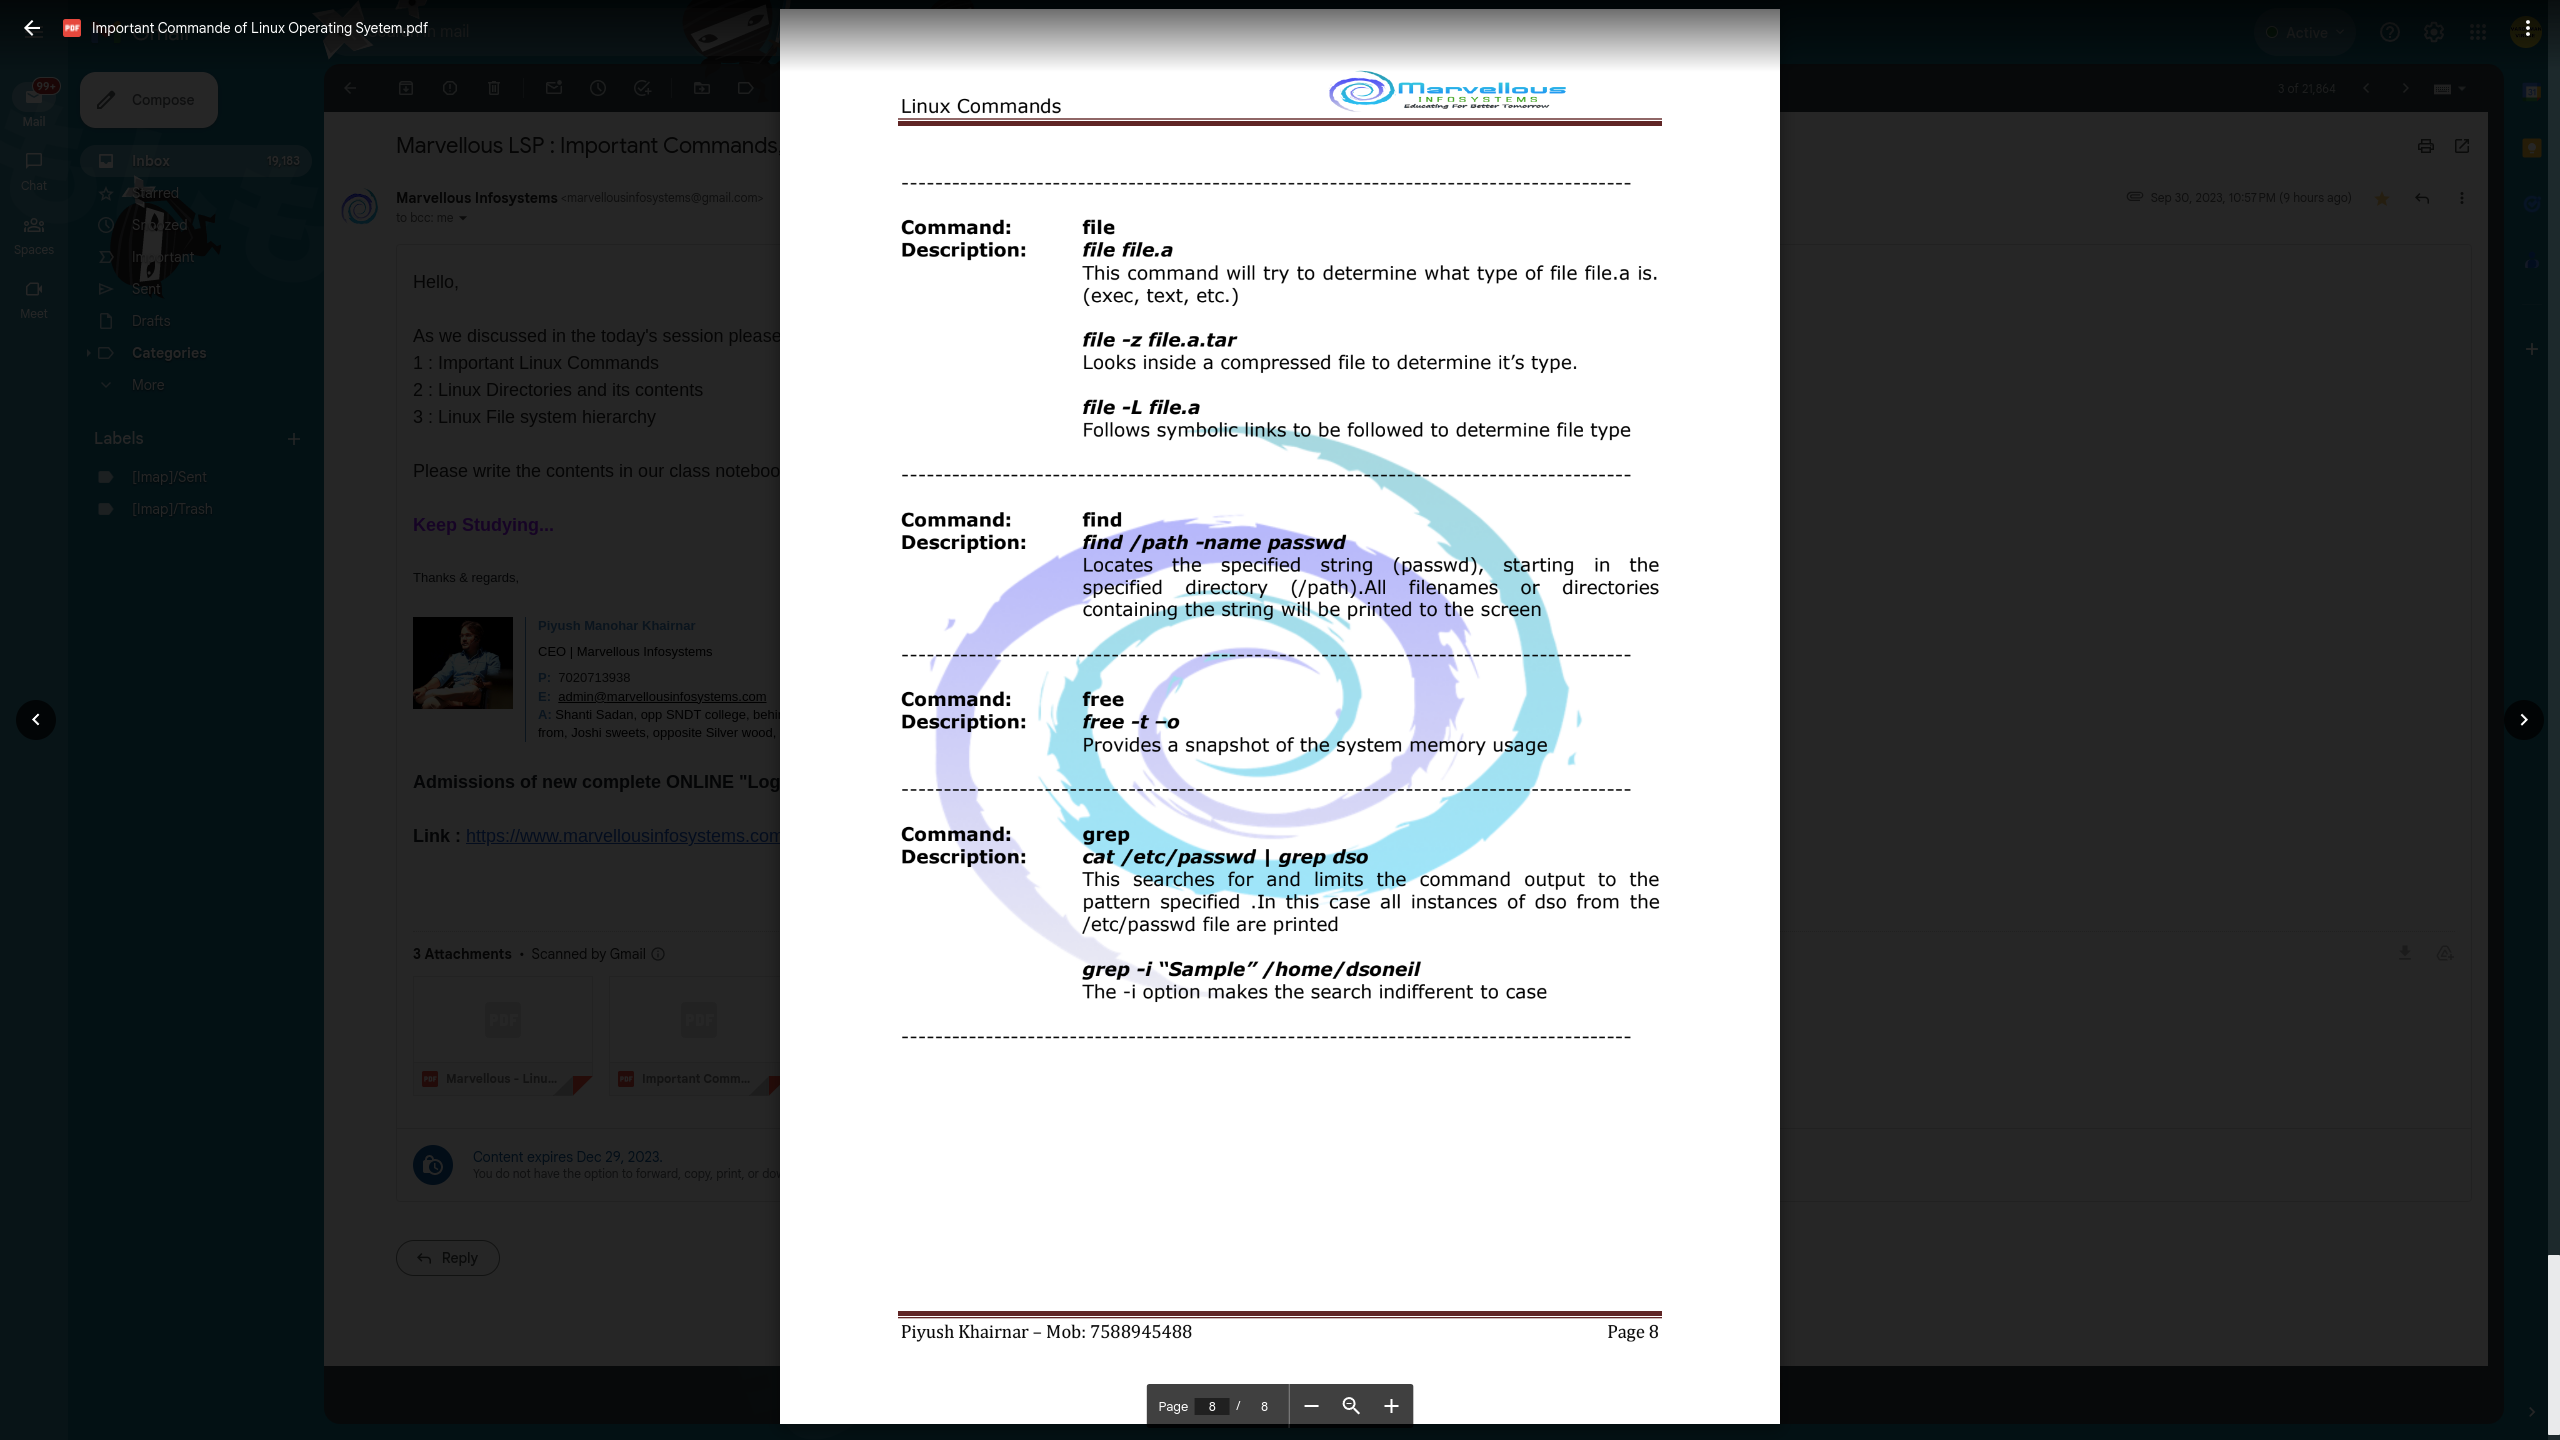 Important Commande of Linux Operating Syetem.pdf
mail
Active
99+
Mail
Compose
3 of 21,864
Chat
Inbox 19,183
Starred
Snoozed
Spaces
Important
Sent
Meet
Drafts
Categories
More
Labels
[Imap]/Sent
[Imap]/Trash
Marvellous LSP : Important Commands
Marvellous Infosystems <marvellousinfosystems@gmail.com>
to bcc: me
Sep 30, 2023, 10:57 PM (9 hours ago)
Hello,
As we discussed in the today's session please
1 : Important Linux Commands
2 : Linux Directories and its contents
3 : Linux File system hierarchy
Please write the contents in our class
Keep Studying...
Thanks & regards,
Piyush Manohar Khairnar
CEO | Marvellous Infosystems
P: 7020713938
E: admin@marvellousinfosystems.com
A: Shanti Sadan, opp SNDT college,
from, Joshi sweets, opposite Silver wood,
Admissions of new complete ONLINE "Log
Link : https://www.marvellousinfosystems.com
3 Attachments • Scanned by Gmail
PDF
PDF
PDF Marvellous - Linu...
PDF Important Comm...
Content expires Dec 29, 2023.
You do not have the option to forward, copy, print, or
Reply
Linux Commands
Marvellous
INFOSYSTEMS
Educating For Better Tomorrow
---------------------------------------------------------------------------------------
Command: file
Description: file file.a
This command will try to determine what type of file file.a is.
(exec, text, etc.)
file -z file.a.tar
Looks inside a compressed file to determine it’s type.
file -L file.a
Follows symbolic links to be followed to determine file type
---------------------------------------------------------------------------------------
Command: find
Description: find /path -name passwd
Locates the specified string (passwd), starting in the
specified directory (/path).All filenames or directories
containing the string will be printed to the screen
---------------------------------------------------------------------------------------
Command: free
Description: free -t –o
Provides a snapshot of the system memory usage
---------------------------------------------------------------------------------------
Command: grep
Description: cat /etc/passwd | grep dso
This searches for and limits the command output to the
pattern specified .In this case all instances of dso from the
/etc/passwd file are printed
grep -i “Sample” /home/dsoneil
The -i option makes the search indifferent to case
---------------------------------------------------------------------------------------
Piyush Khairnar – Mob: 7588945488 Page 8
Page 8 / 8